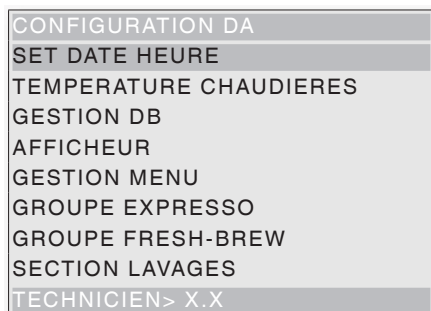 CONFIGURATION DA
SET DATE HEURE
TEMPERATURE CHAUDIERES
GESTION DB
AFFICHEUR
GESTION MENU
GROUPE EXPRESSO
GROUPE FRESH-BREW
SECTION LAVAGES
TECHNICIEN> X.X